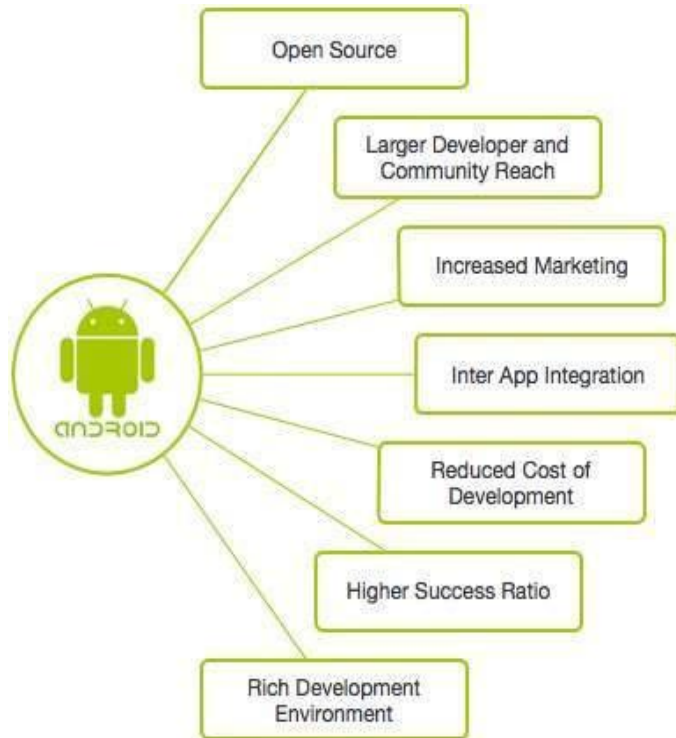 Open Source
Larger Developer and
Community Reach
Increased Marketing
Inter App Integration
ANDROID
Reduced Cost of
Development
Higher Success Ratio
Rich Development
Environment